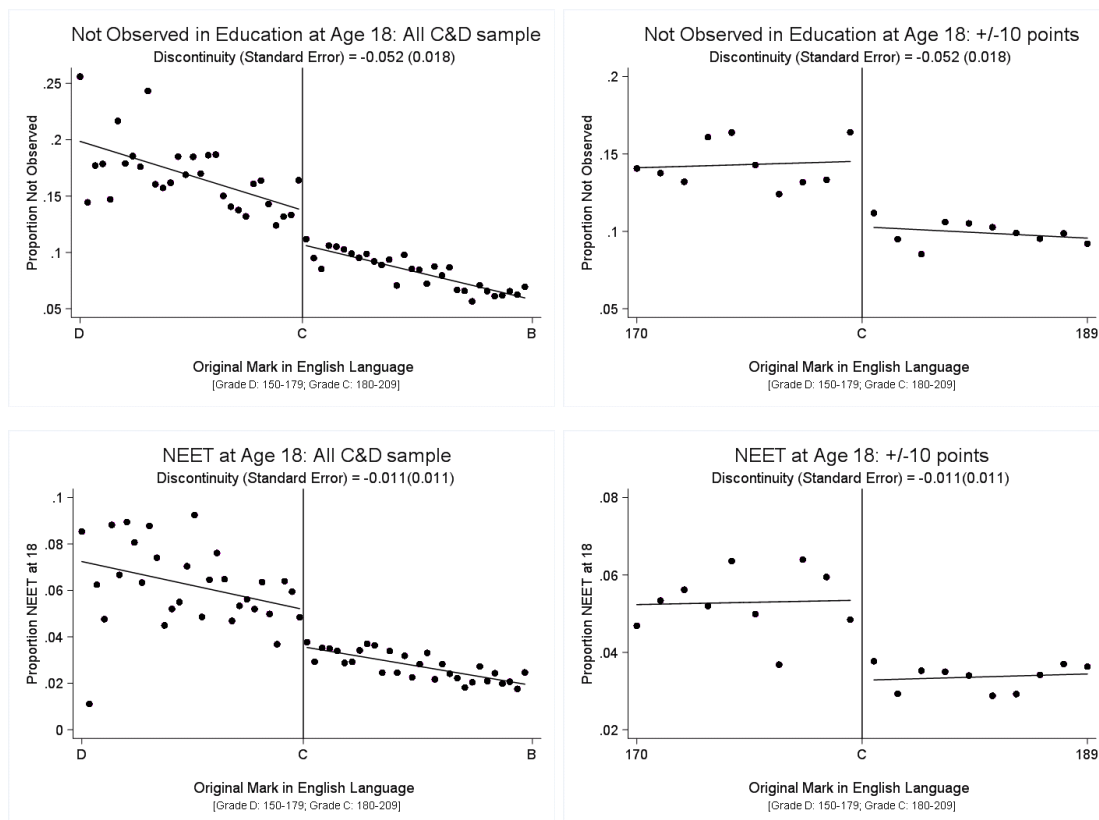 Not Observed in Education at Age 18: All C&D sample
Discontinuity (Standard Error) = -0.052 (0.018)
.25
.2
.15
.1
.05
Proportion Not Observed
D
C
B
Original Mark in English Language
[Grade D: 150-179; Grade C: 180-209]
Not Observed in Education at Age 18: +/-10 points
Discontinuity (Standard Error) = -0.052 (0.018)
.2
.15
.1
.05
Proportion Not Observed
170
C
189
Original Mark in English Language
[Grade D: 150-179; Grade C: 180-209]
NEET at Age 18: All C&D sample
Discontinuity (Standard Error) = -0.011(0.011)
.1
.08
.06
.04
.02
0
Proportion NEET at 18
D
C
B
Original Mark in English Language
[Grade D: 150-179; Grade C: 180-209]
NEET at Age 18: +/-10 points
Discontinuity (Standard Error) = -0.011(0.011)
.08
.06
.04
.02
Proportion NEET at 18
170
C
189
Original Mark in English Language
[Grade D: 150-179; Grade C: 180-209]